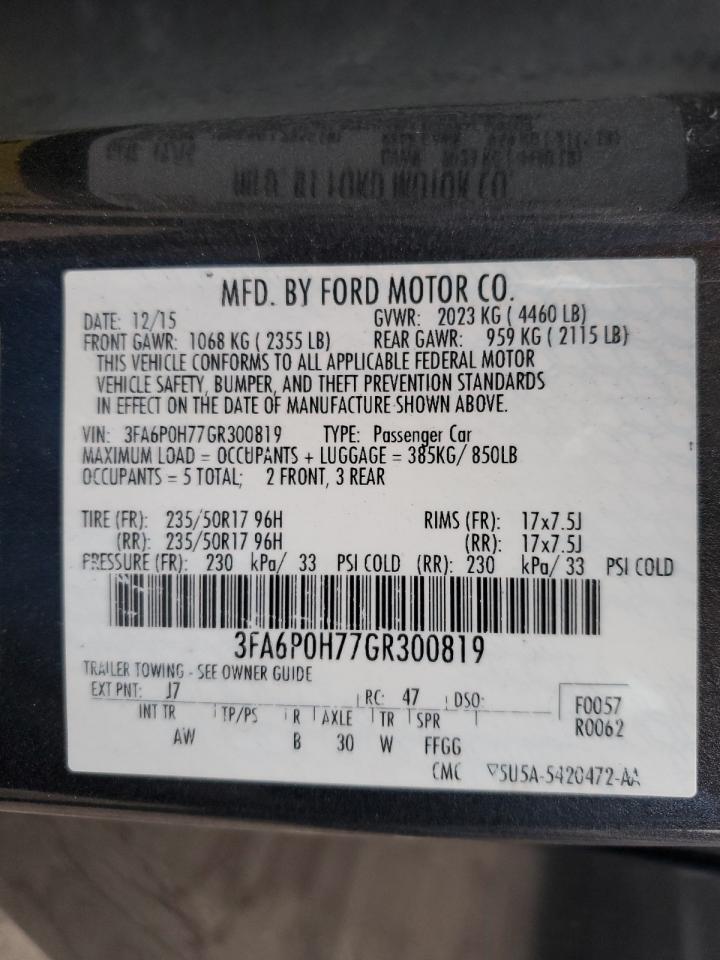 MFD. BY FORD MOTOR CO.
DATE: 12/15 GVWR: 2023 KG ( 4460 LB)
FRONT GAWR: 1068 KG ( 2355 LB) REAR GAWR: 959 KG ( 2115 LB)
THIS VEHICLE CONFORMS TO ALL APPLICABLE FEDERAL MOTOR
VEHICLE SAFETY, BUMPER, AND THEFT PREVENTION STANDARDS
IN EFFECT ON THE DATE OF MANUFACTURE SHOWN ABOVE.
VIN: 3FA6P0H77GR300819 TYPE: Passenger Car
MAXIMUM LOAD = OCCUPANTS + LUGGAGE = 385KG/ 850LB
OCCUPANTS = 5 TOTAL; 2 FRONT, 3 REAR
TIRE (FR): 235/50R17 96H RIMS (FR): 17x7.5J
(RR): 235/50R17 96H (RR): 17x7.5J
PRESSURE (FR): 230 kPa/ 33 PSI COLD (RR): 230 kPa/ 33 PSI COLD
3FA6P0H77GR300819
TRAILER TOWING - SEE OWNER GUIDE
EXT PNT: J7 RC: 47 DSO: F0057
INT TR TP/PS R AXLE TR SPR R0062
AW B 30 W FFGG
CMC 5U5A-5420472-AA